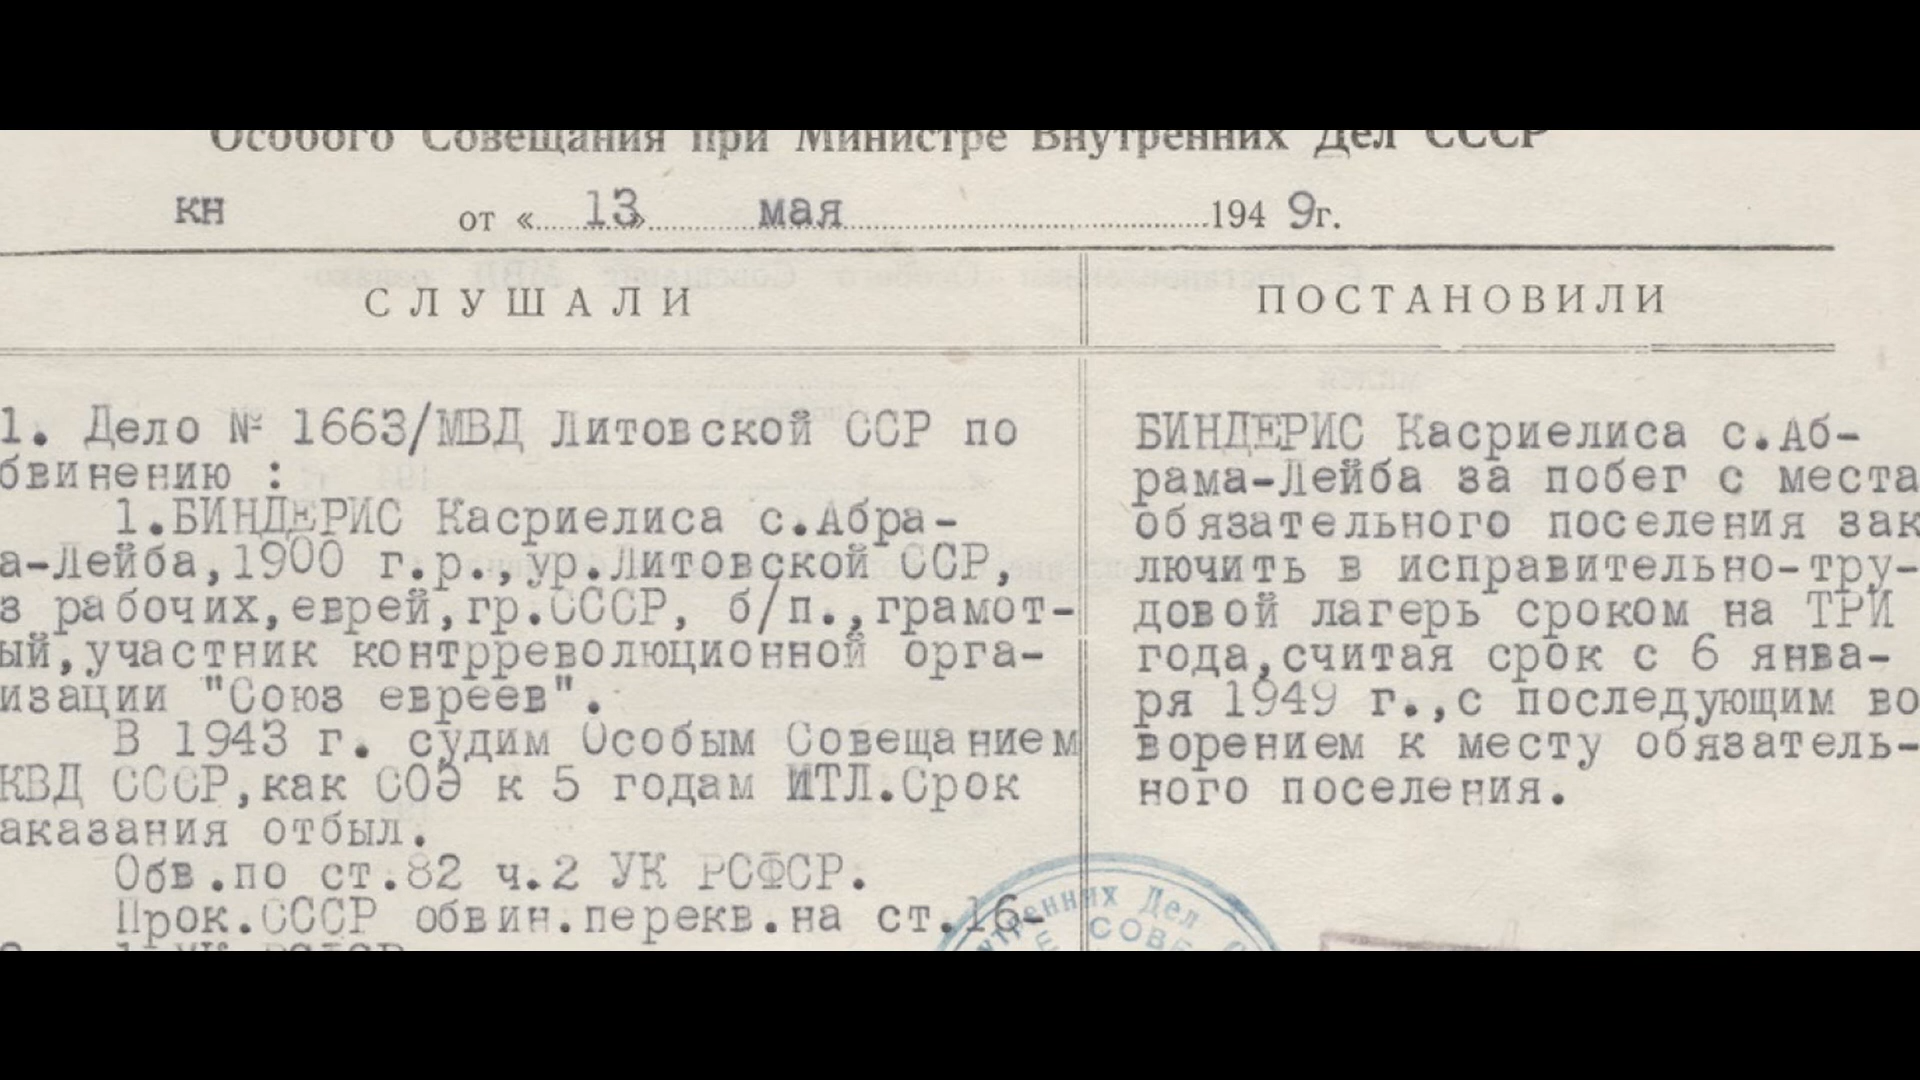 Особого Совещания при Министре Внутренних Дел СССР
кн от « 13 » мая 194 9г.
СЛУШАЛИ
ПОСТАНОВИЛИ
1. Дело № 1663/МВД Литовской ССР по
бвинению :
1.БИНДЕРИС Касриелиса с.Абра-
а-Лейба,1900 г.р.,ур.Литовской ССР,
з рабочих,еврей,гр.СССР, б/п.,грамот-
ый,участник контрреволюционной орга-
изации "Союз евреев".
В 1943 г. судим Особым Совещанием
КВД СССР,как СОЭ к 5 годам ИТЛ.Срок
аказания отбыл.
Обв.по ст.82 ч.2 УК РСФСР.
Прок.СССР обвин.перекв.на ст.16-
УК РСФСР
БИНДЕРИС Касриелиса с.Аб-
рама-Лейба за побег с места
обязательного поселения зак
лючить в исправительно-тру-
довой лагерь сроком на ТРИ
года,считая срок с 6 янва-
ря 1949 г.,с последующим во
ворением к месту обязатель-
ного поселения.
утренних Дел С
СОВЕ